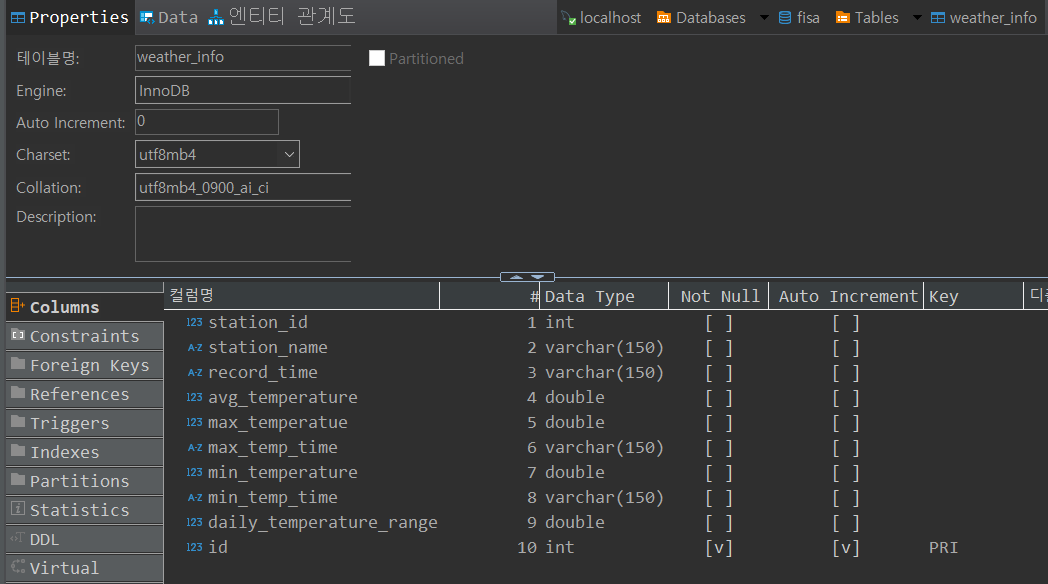 Properties Data 엔티티 관계도 localhost Databases fisa Tables weather_info
테이블명: weather_info Partitioned
Engine: InnoDB
Auto Increment: 0
Charset: utf8mb4
Collation: utf8mb4_0900_ai_ci
Description:
Columns
Constraints
Foreign Keys
References
Triggers
Indexes
Partitions
Statistics
DDL
Virtual
컬럼명 # Data Type Not Null Auto Increment Key
123 station_id 1 int [ ] [ ]
A-Z station_name 2 varchar(150) [ ] [ ]
A-Z record_time 3 varchar(150) [ ] [ ]
123 avg_temperature 4 double [ ] [ ]
123 max_temperatue 5 double [ ] [ ]
A-Z max_temp_time 6 varchar(150) [ ] [ ]
123 min_temperature 7 double [ ] [ ]
A-Z min_temp_time 8 varchar(150) [ ] [ ]
123 daily_temperature_range 9 double [ ] [ ]
123 id 10 int [v] [v] PRI